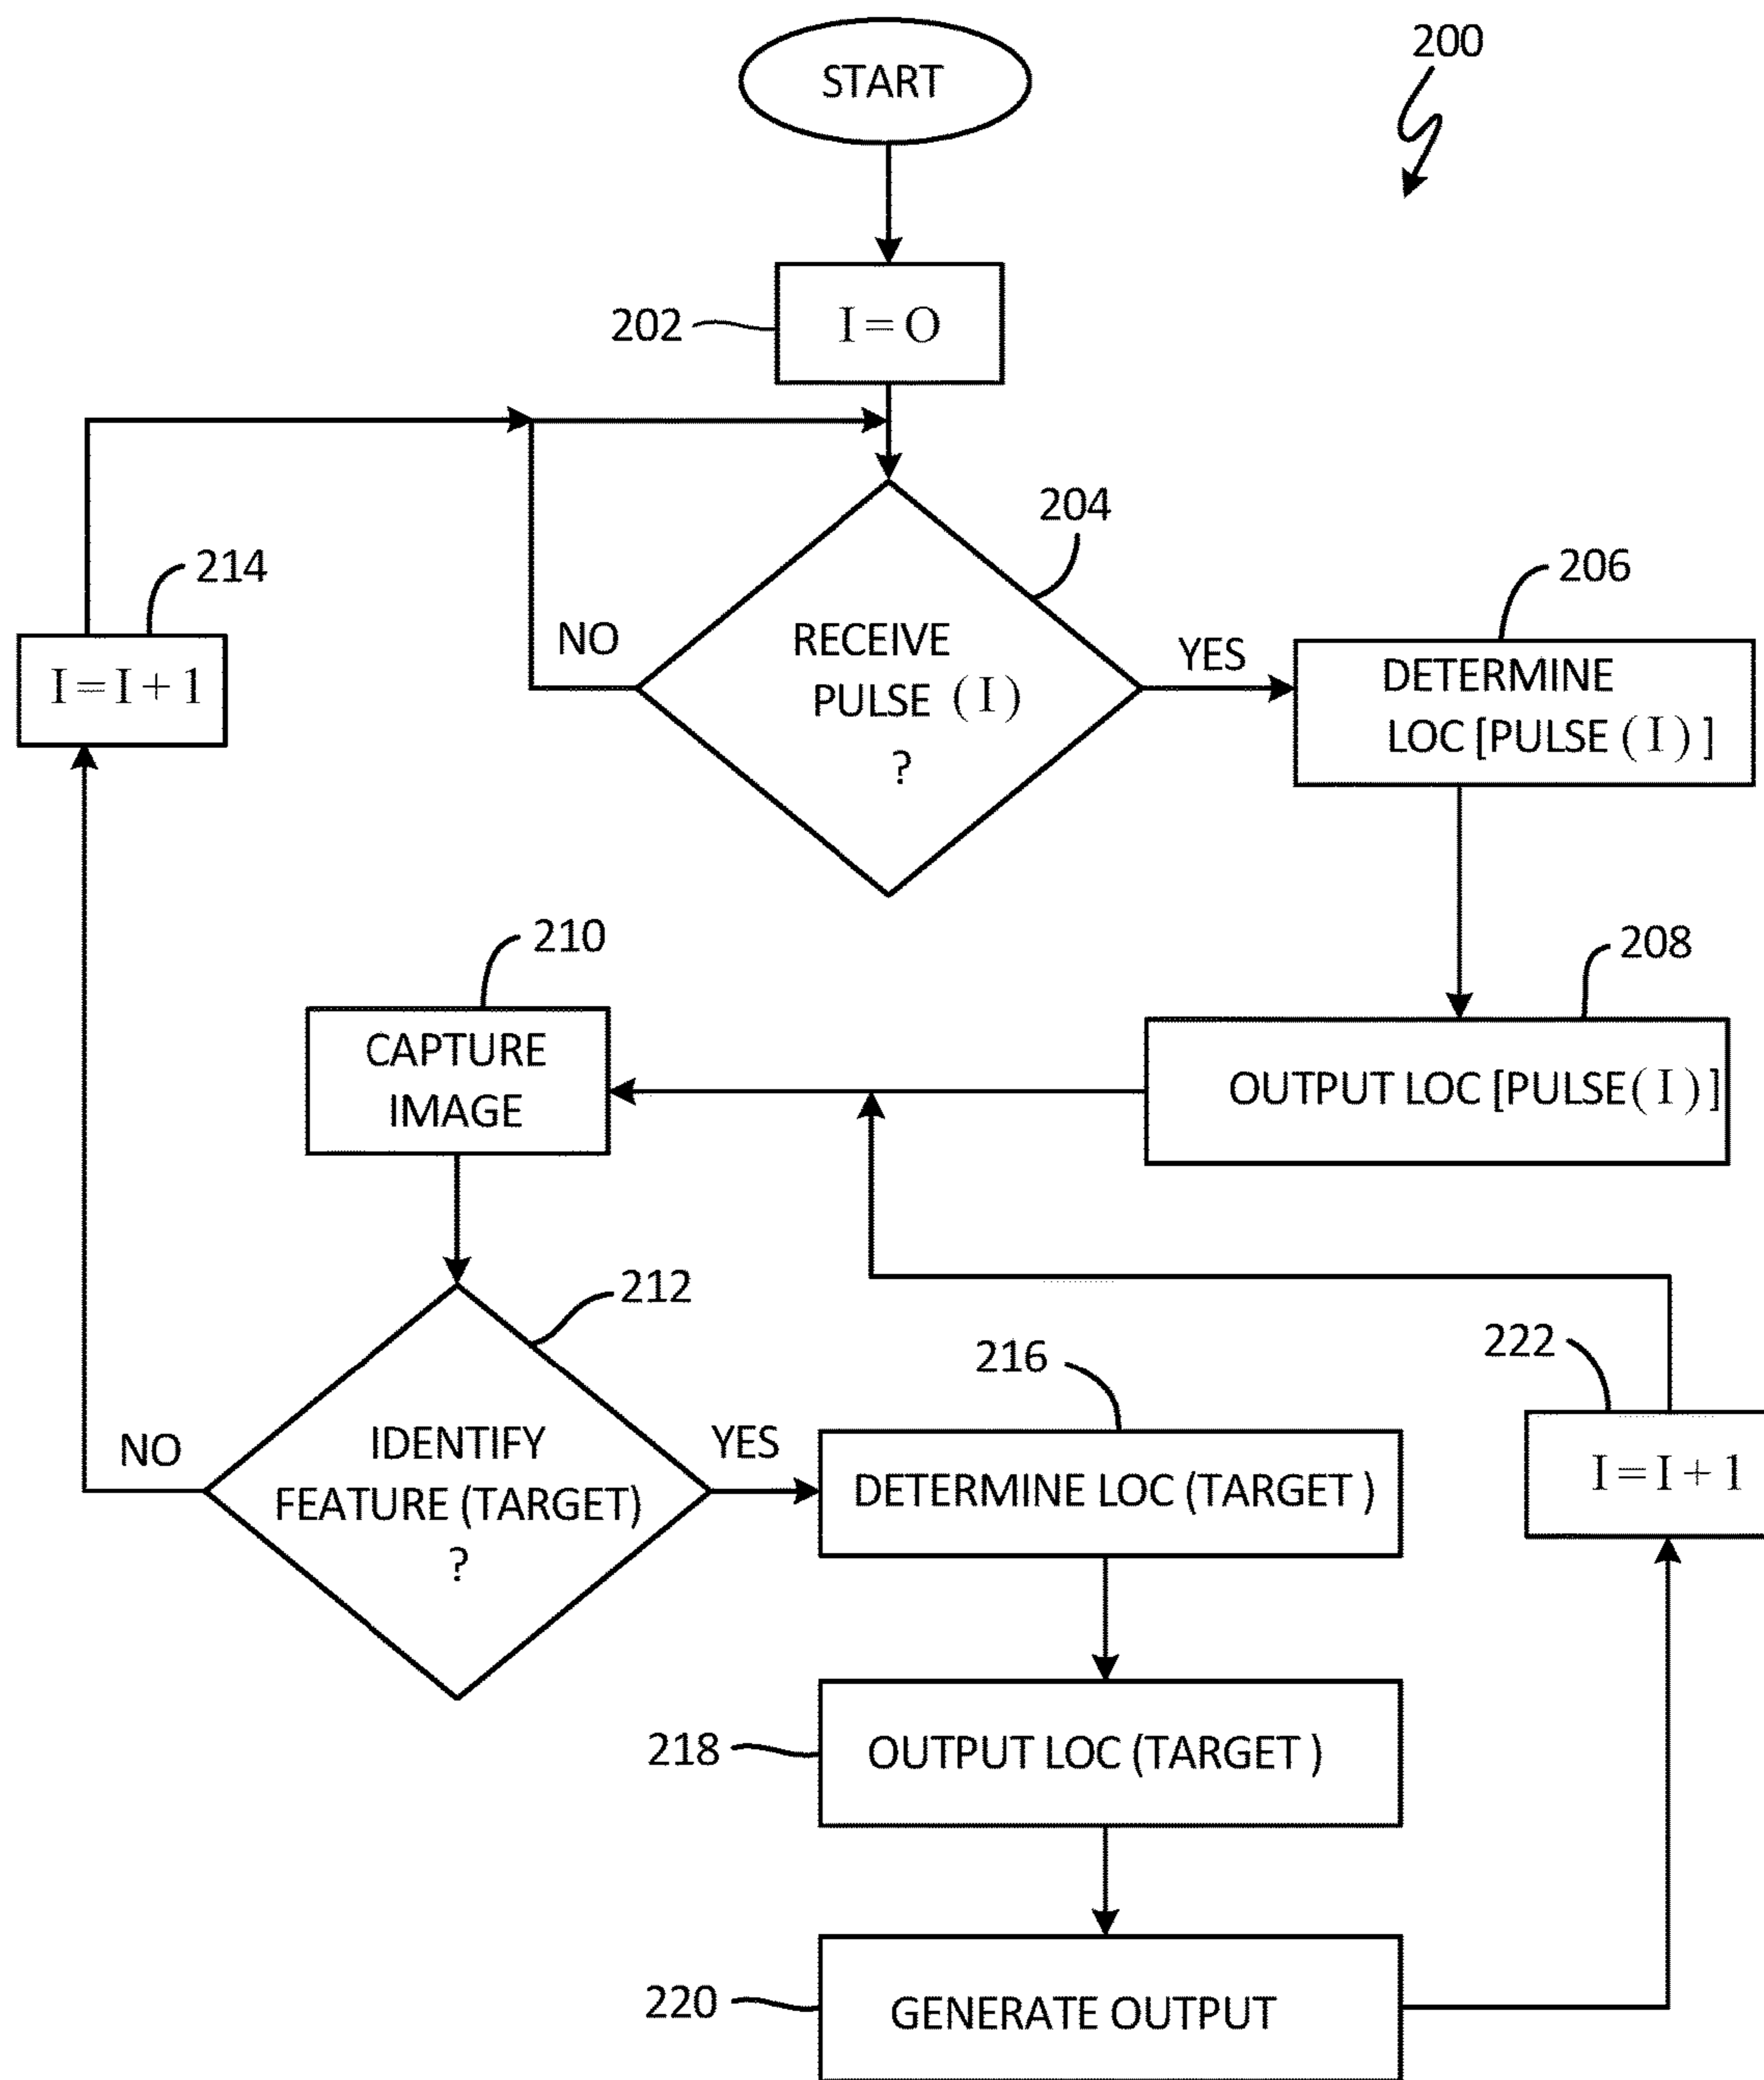 START
200
202
I = O
204
214
206
NO
RECEIVE
YES
I = I + 1
PULSE (I)
?
DETERMINE
LOC [PULSE (I) ]
210
208
CAPTURE
IMAGE
OUTPUT LOC [PULSE(I) ]
212
216
222
NO
IDENTIFY
FEATURE (TARGET)
?
YES
DETERMINE LOC (TARGET )
I = I + 1
218
OUTPUT LOC (TARGET )
220
GENERATE OUTPUT